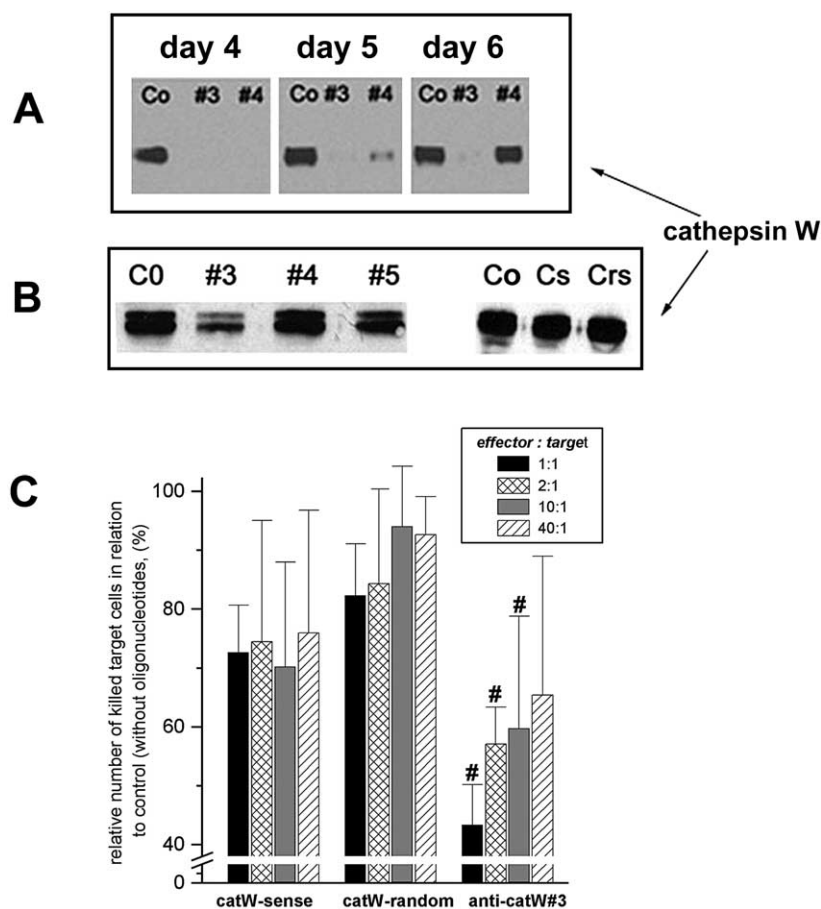 day 4 day 5 day 6
A
Co #3 #4 Co #3 #4 Co #3 #4
cathepsin W
B
C0 #3 #4 #5 Co Cs Crs
C
effector : target
1:1
2:1
10:1
40:1
relative number of killed target cells in relation
to control (without oligonucleotides, (%)
100
80
60
40
0
# # #
catW-sense catW-random anti-catW#3